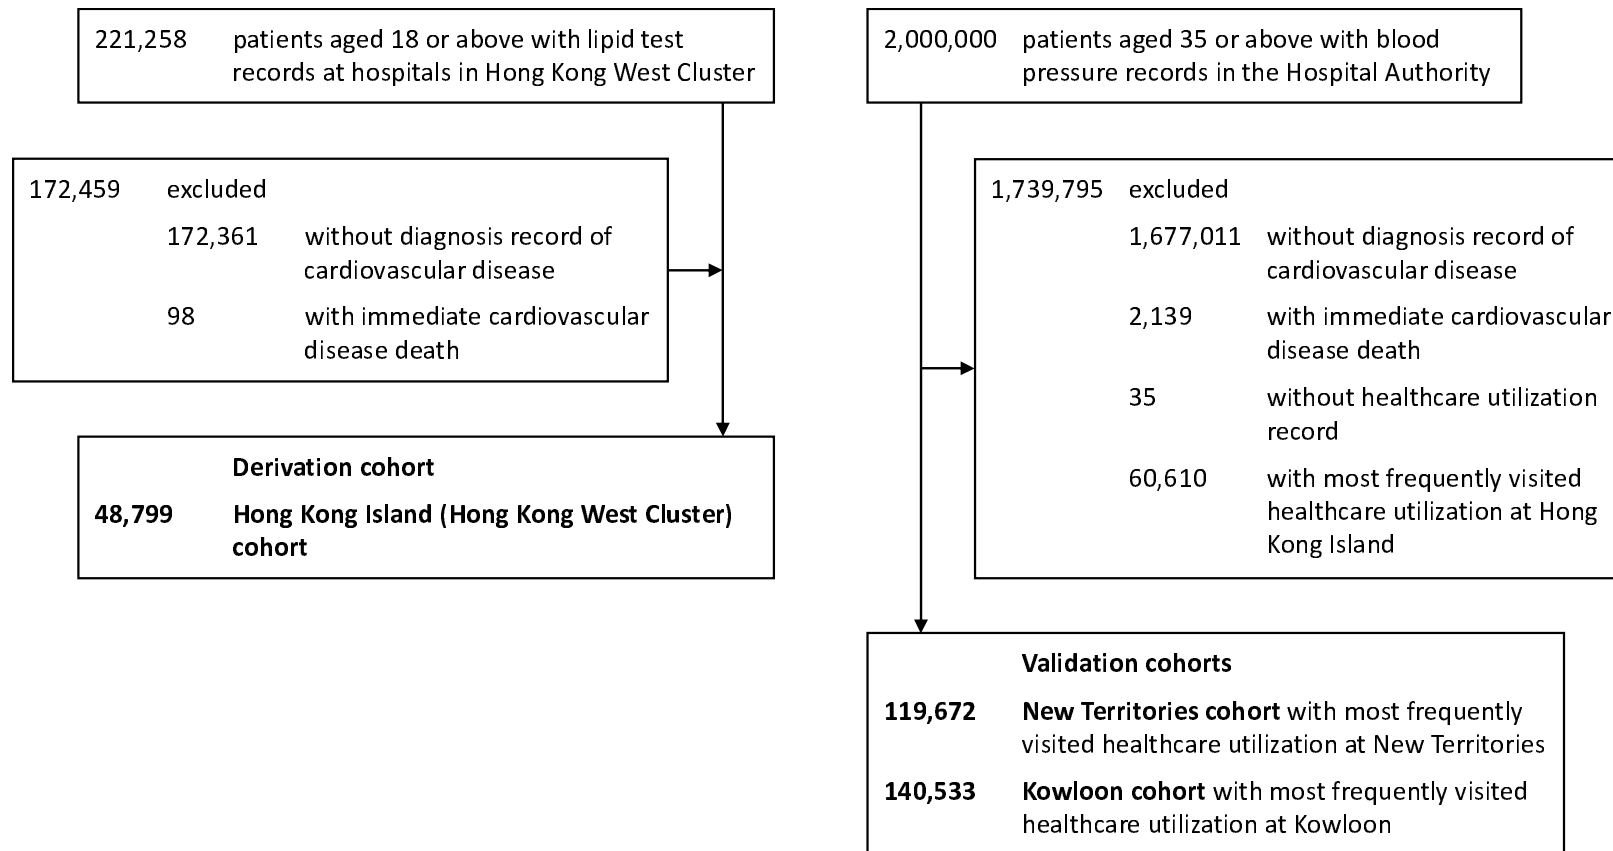 221,258 patients aged 18 or above with lipid test
records at hospitals in Hong Kong West Cluster
172,459 excluded
172,361 without diagnosis record of
cardiovascular disease
98 with immediate cardiovascular
disease death
Derivation cohort
48,799 Hong Kong Island (Hong Kong West Cluster)
cohort
2,000,000 patients aged 35 or above with blood
pressure records in the Hospital Authority
1,739,795 excluded
1,677,011 without diagnosis record of
cardiovascular disease
2,139 with immediate cardiovascular
disease death
35 without healthcare utilization
record
60,610 with most frequently visited
healthcare utilization at Hong
Kong Island
Validation cohorts
119,672 New Territories cohort with most frequently
visited healthcare utilization at New Territories
140,533 Kowloon cohort with most frequently visited
healthcare utilization at Kowloon